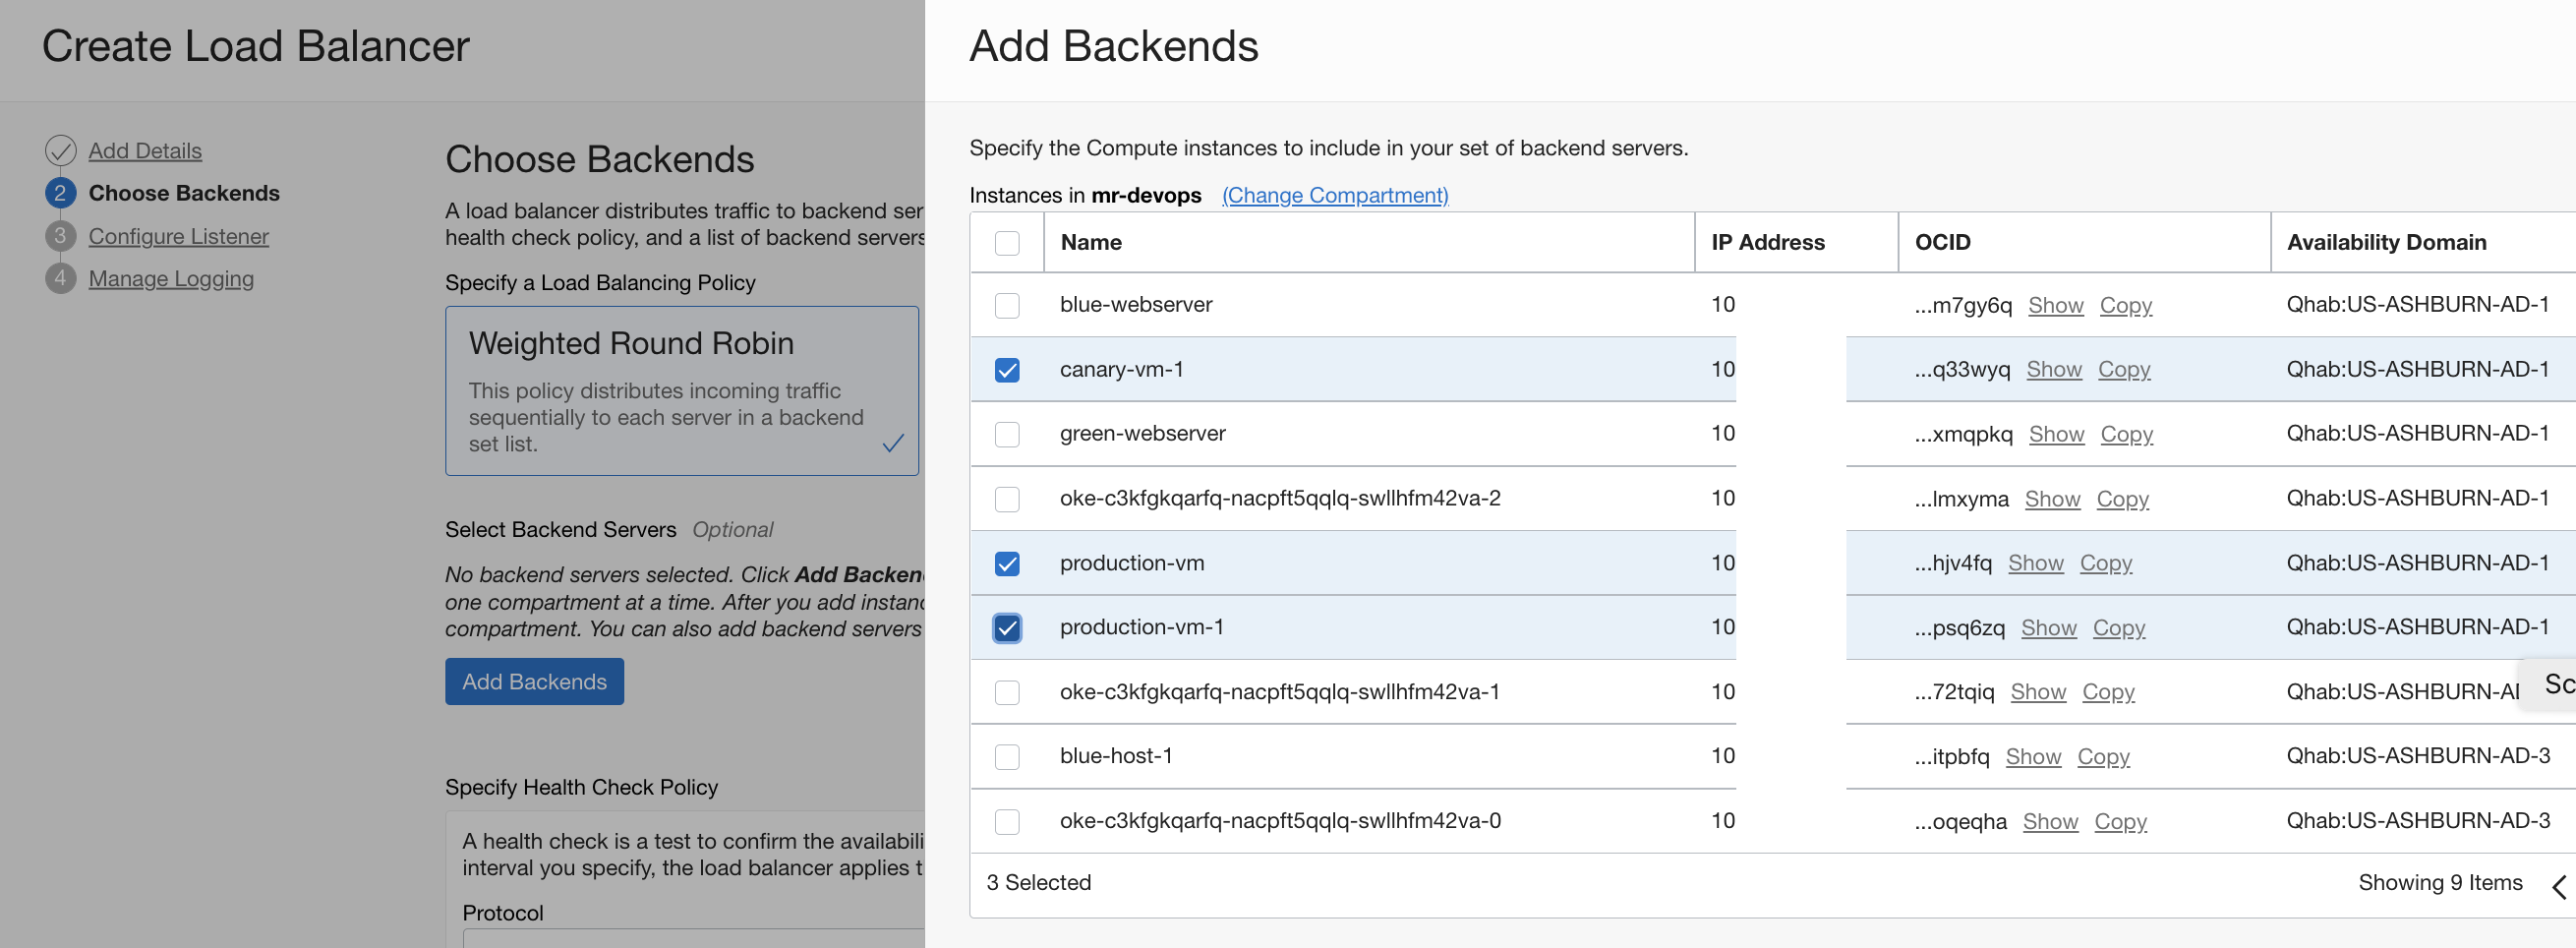 Create Load Balancer
Add Details
2 Choose Backends
3 Configure Listener
4 Manage Logging
Choose Backends
A load balancer distributes traffic to backend ser
health check policy, and a list of backend servers
Specify a Load Balancing Policy
Weighted Round Robin
This policy distributes incoming traffic
sequentially to each server in a backend
set list.
Select Backend Servers Optional
No backend servers selected. Click Add Backen
one compartment at a time. After you add instanc
compartment. You can also add backend servers
Add Backends
Specify Health Check Policy
A health check is a test to confirm the availabili
interval you specify, the load balancer applies t
Protocol
Add Backends
Specify the Compute instances to include in your set of backend servers.
Instances in mr-devops (Change Compartment)
Name IP Address OCID Availability Domain
blue-webserver 10 ...m7gy6q Show Copy Qhab:US-ASHBURN-AD-1
canary-vm-1 10 ...q33wyq Show Copy Qhab:US-ASHBURN-AD-1
green-webserver 10 ...xmqpkq Show Copy Qhab:US-ASHBURN-AD-1
oke-c3kfgkqarfq-nacpft5qqlq-swllhfm42va-2 10 ...lmxyma Show Copy Qhab:US-ASHBURN-AD-1
production-vm 10 ...hjv4fq Show Copy Qhab:US-ASHBURN-AD-1
production-vm-1 10 ...psq6zq Show Copy Qhab:US-ASHBURN-AD-1
oke-c3kfgkqarfq-nacpft5qqlq-swllhfm42va-1 10 ...72tqiq Show Copy Qhab:US-ASHBURN-A
Sc
blue-host-1 10 ...itpbfq Show Copy Qhab:US-ASHBURN-AD-3
oke-c3kfgkqarfq-nacpft5qqlq-swllhfm42va-0 10 ...oqeqha Show Copy Qhab:US-ASHBURN-AD-3
3 Selected Showing 9 Items